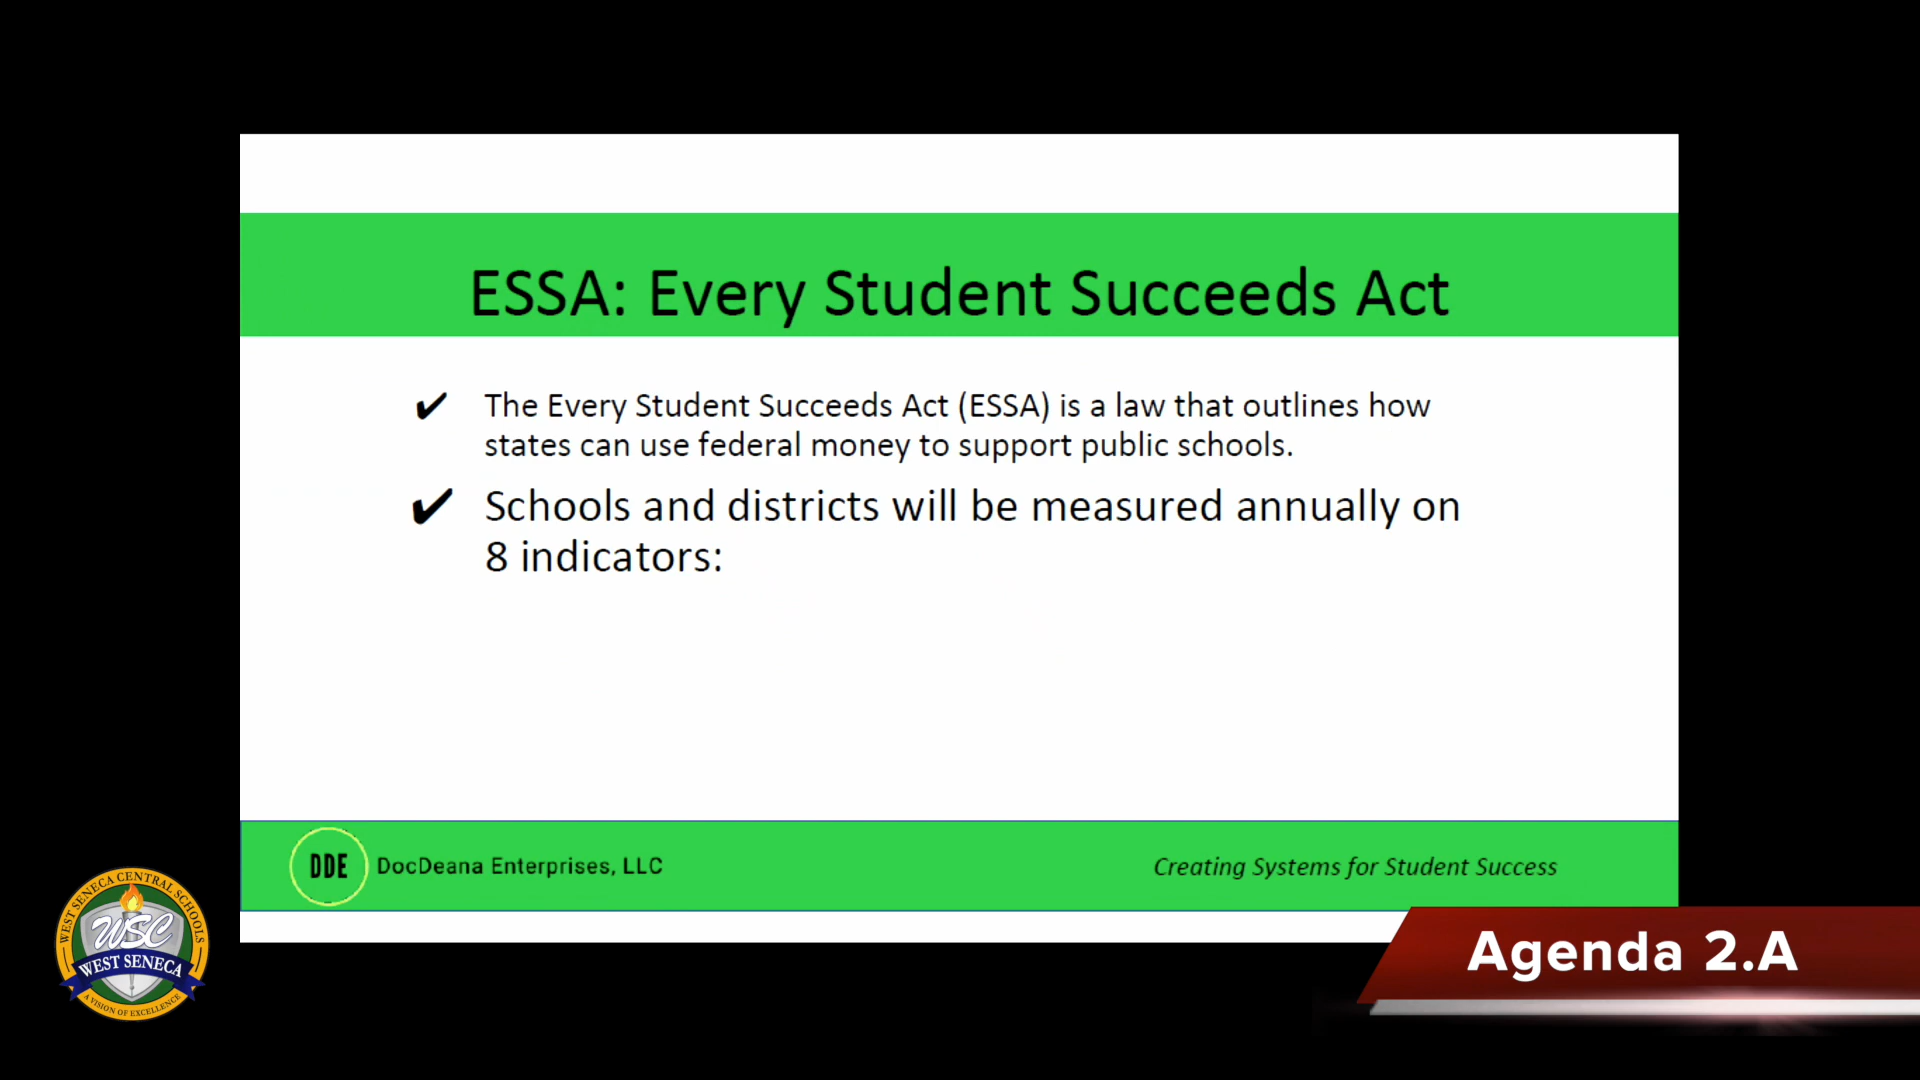 ESSA: Every Student Succeeds Act
✔ The Every Student Succeeds Act (ESSA) is a law that outlines how
states can use federal money to support public schools.
✔ Schools and districts will be measured annually on
8 indicators:
DDE DocDeana Enterprises, LLC
Creating Systems for Student Success
WEST SENECA CENTRAL SCHOOLS
WSC
WEST SENECA
A VISION OF EXCELLENCE
Agenda 2.A